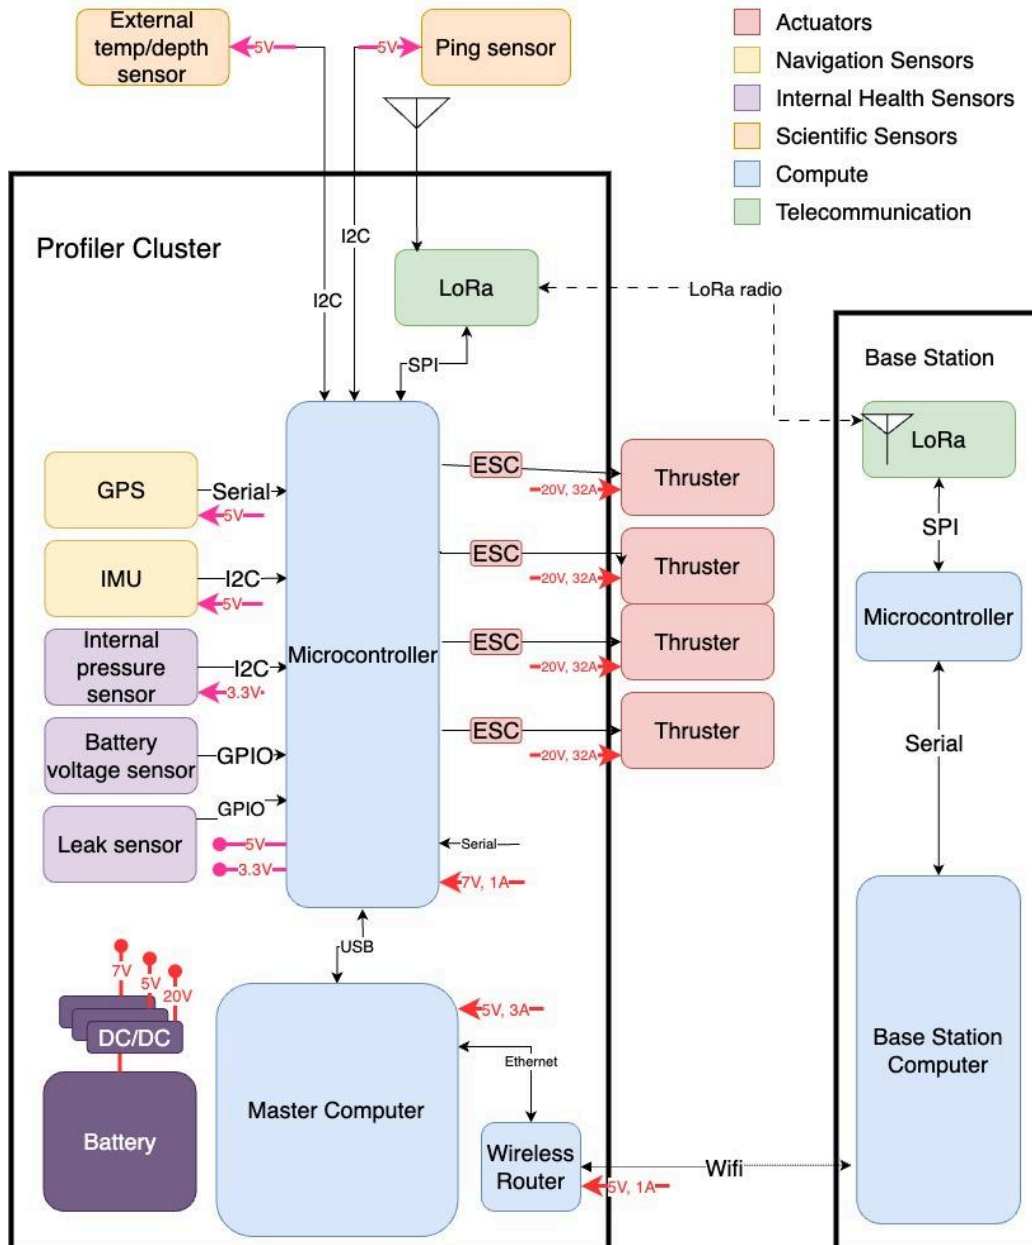 External
temp/depth
sensor
5V
5V
Ping sensor
Actuators
Navigation Sensors
Internal Health Sensors
Scientific Sensors
Compute
Telecommunication
Profiler Cluster
I2C
I2C
LoRa
LoRa radio
SPI
Base Station
LoRa
SPI
Microcontroller
Serial
Base Station
Computer
GPS
Serial
5V
IMU
I2C
5V
Internal
pressure
sensor
I2C
3.3V
Battery
voltage sensor
GPIO
Leak sensor
GPIO
5V
3.3V
Microcontroller
ESC
20V, 32A
Thruster
ESC
20V, 32A
Thruster
ESC
20V, 32A
Thruster
ESC
20V, 32A
Thruster
Serial
7V, 1A
USB
7V
5V
20V
DC/DC
Battery
Master Computer
5V, 3A
Ethernet
Wireless
Router
5V, 1A
Wifi